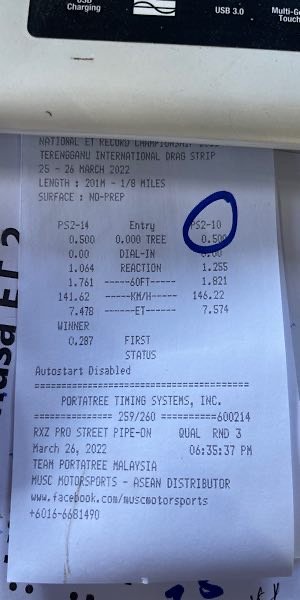 USB
Charging
USB 3.0
Multi-Ge
Touch
NATIONAL ET RECORD CHAMPIONSHIP
TERENGGANU INTERNATIONAL DRAG STRIP
25 - 26 MARCH 2022
LENGTH : 201M - 1/8 MILES
SURFACE : NO-PREP
PS2-14 Entry PS2-10
0.500 0.000 TREE 0.500
0.00 DIAL-IN 0.00
1.064 REACTION 1.255
1.761 -----60FT----- 1.821
141.62 -----KM/H----- 146.22
7.478 ------ET------ 7.574
WINNER
0.287 FIRST
STATUS
Autostart Disabled
========================================
PORTATREE TIMING SYSTEMS, INC.
=============== 259/260 ==========600214
RXZ PRO STREET PIPE-ON QUAL RND 3
March 26, 2022 06:35:37 PM
TEAM PORTATREE MALAYSIA
MUSC MOTORSPORTS - ASEAN DISTRIBUTOR
www.facebook.com/muscmotorsports
+6016-6681490